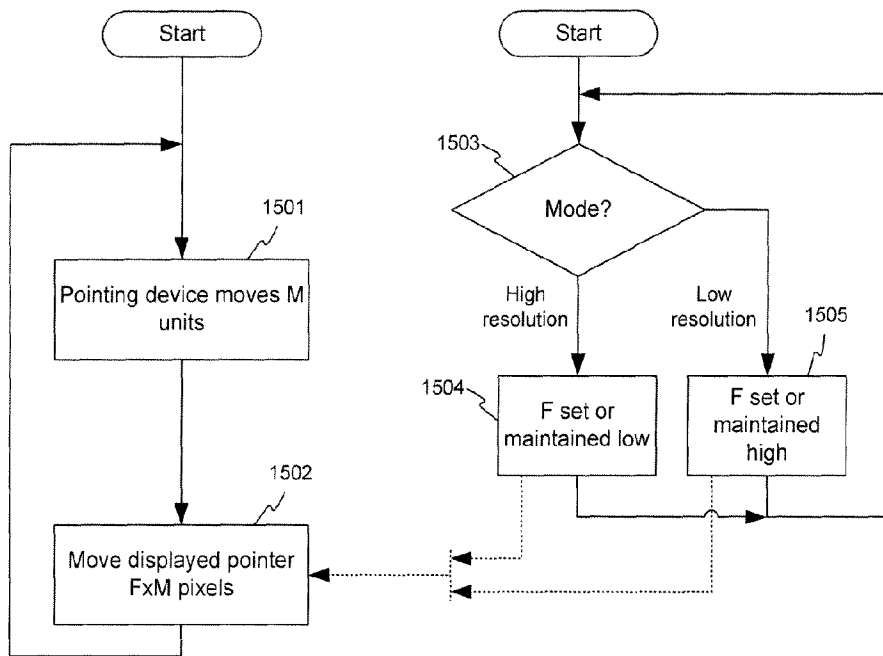 Start
1501
Pointing device moves M
units
1502
Move displayed pointer
FxM pixels
Start
1503
Mode?
High
resolution
Low
resolution
1504
F set or
maintained low
1505
F set or
maintained
high